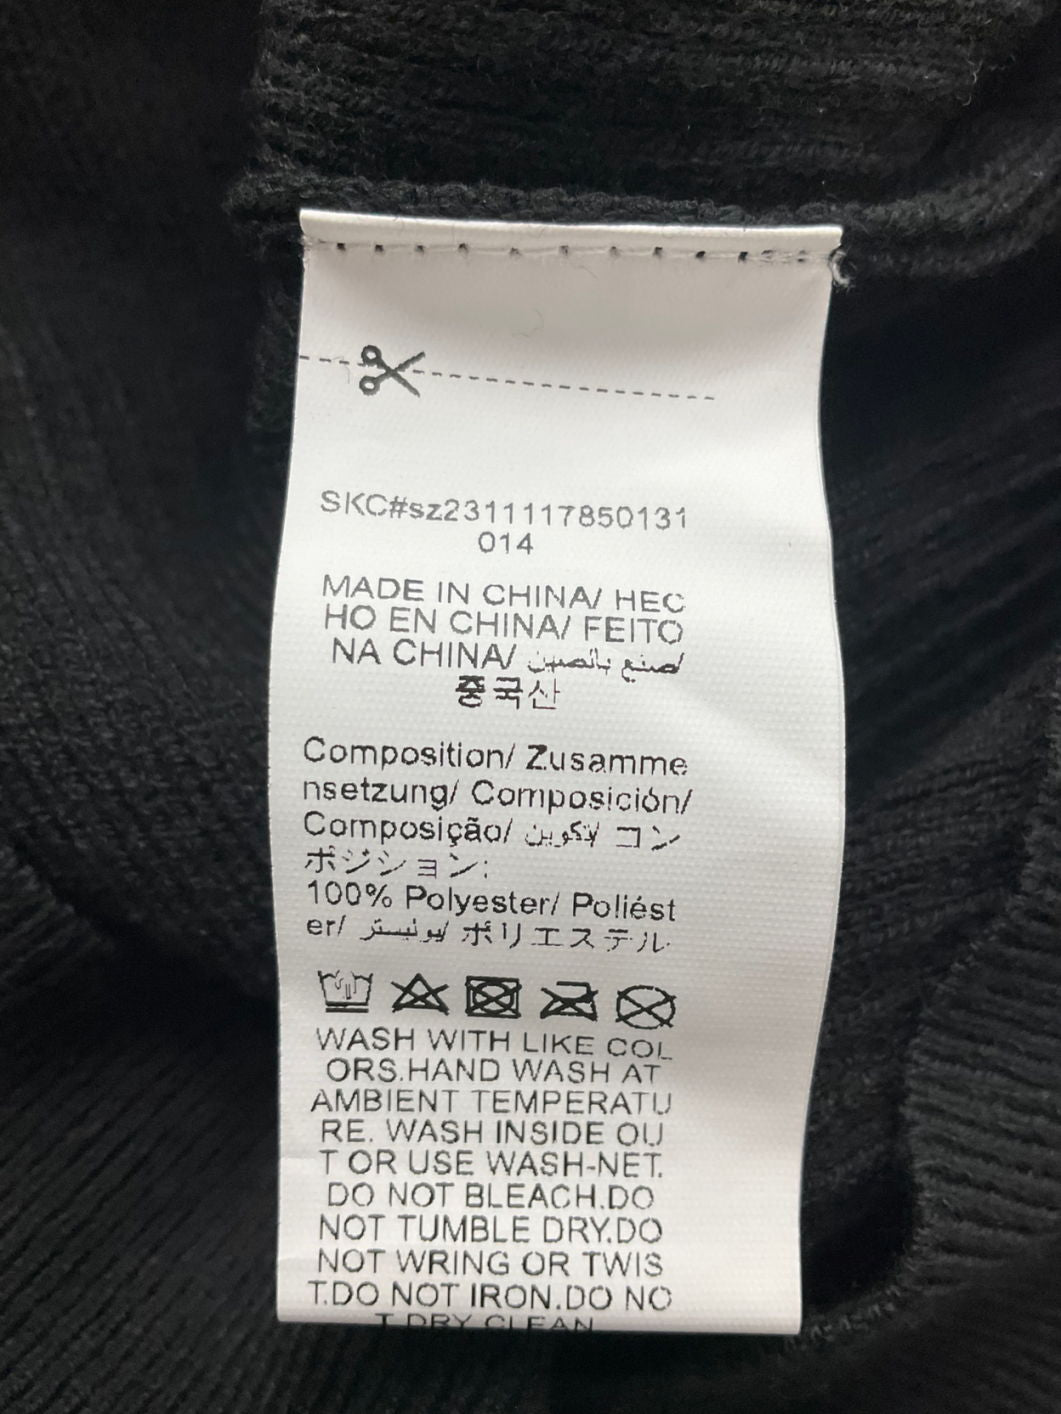 SKC#sz2311117850131
014
MADE IN CHINA/ HEC
HO EN CHINA/ FEITO
NA CHINA/ صنع بالصين/
중국산
Composition/ Zusamme
nsetzung/ Composición/
Composição/ تكوين/ コン
ポジション:
100% Polyester/ Poliést
er/ بوليستر/ ポリエステル
WASH WITH LIKE COL
ORS.HAND WASH AT
AMBIENT TEMPERATU
RE. WASH INSIDE OU
T OR USE WASH-NET.
DO NOT BLEACH.DO
NOT TUMBLE DRY.DO
NOT WRING OR TWIS
T.DO NOT IRON.DO NO
T DRY CLEAN